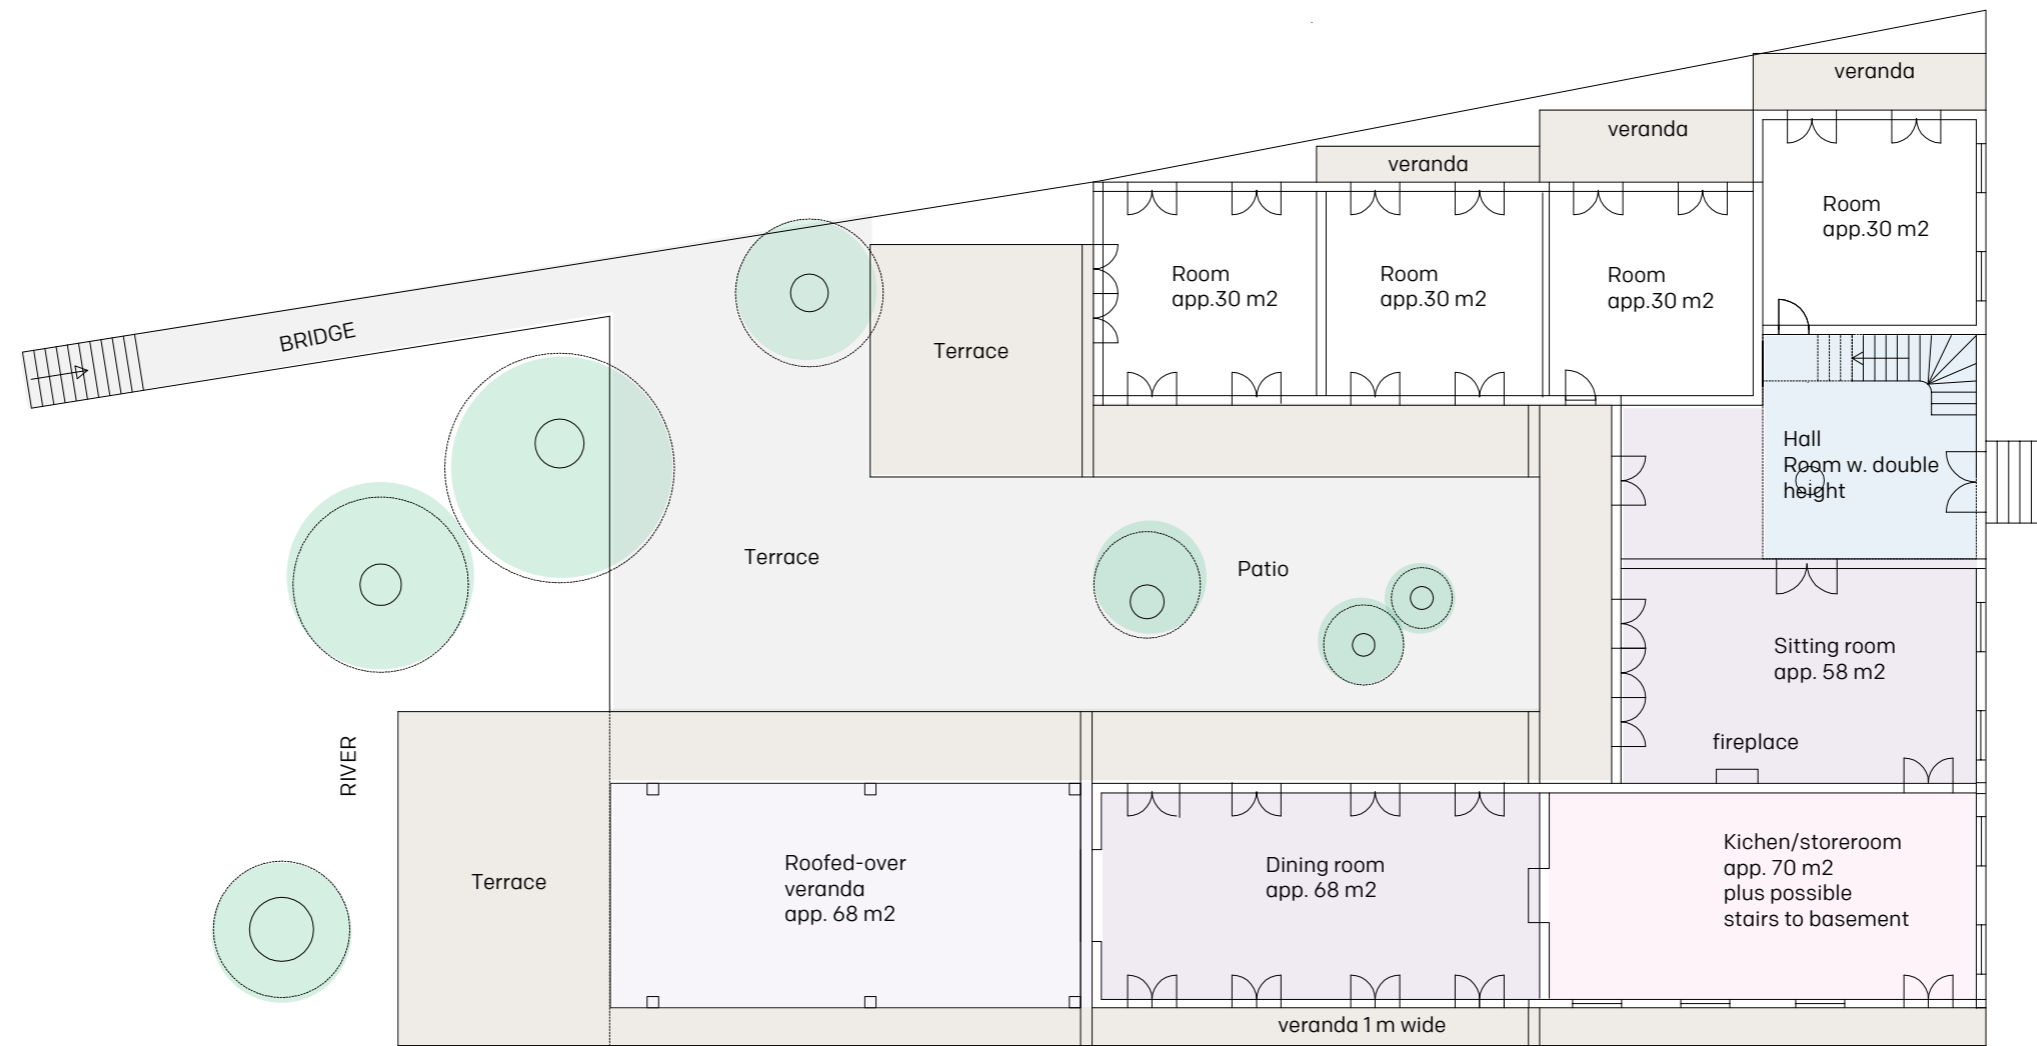 veranda
veranda
veranda
Room
app.30 m2
Room
app.30 m2
Room
app.30 m2
Room
app.30 m2
BRIDGE
Terrace
Hall
Room w. double
height
Terrace
Patio
Sitting room
app. 58 m2
fireplace
RIVER
Terrace
Roofed-over
veranda
app. 68 m2
Dining room
app. 68 m2
Kichen/storeroom
app. 70 m2
plus possible
stairs to basement
veranda 1 m wide